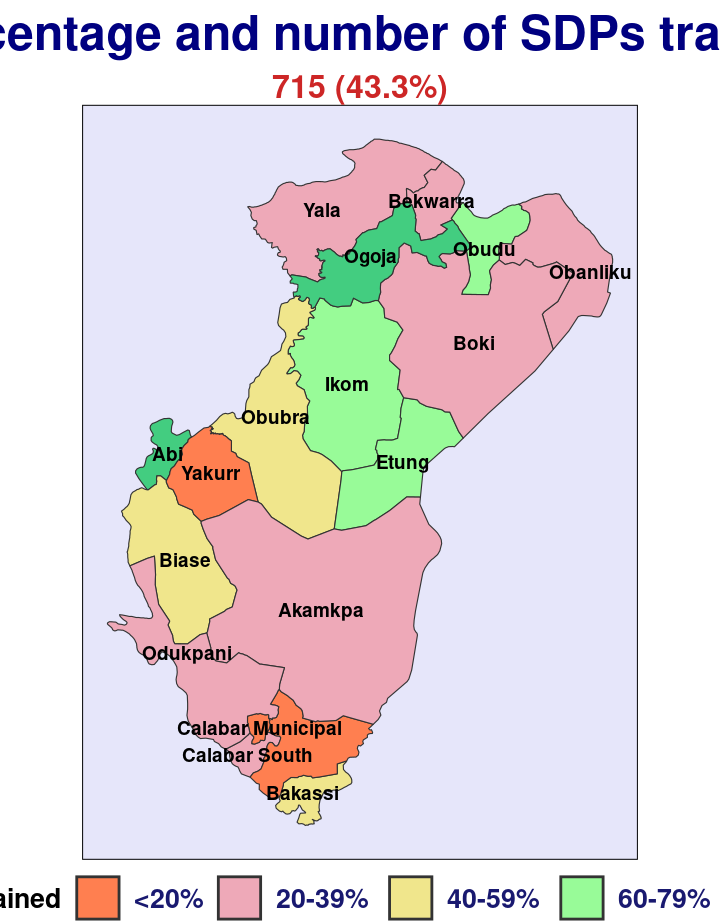 centage and number of SDPs tra
715 (43.3%)
Bekwarra
Yala
Obudu
Ogoja
Obanliku
Boki
Ikom
Obubra
Abi
Etung
Yakurr
Biase
Akamkpa
Odukpani
Calabar Municipal
Calabar South
Bakassi
ained <20% 20-39% 40-59% 60-79%